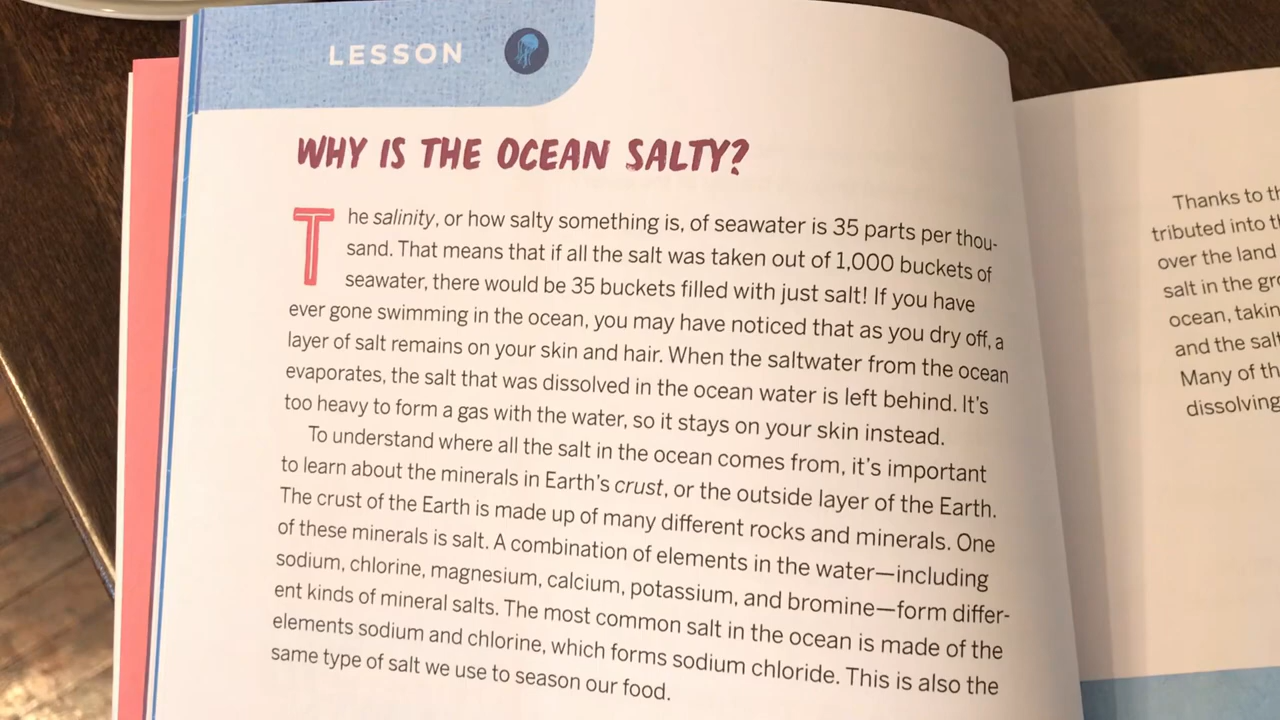 LESSON
WHY IS THE OCEAN SALTY?
The salinity, or how salty something is, of seawater is 35 parts per thou-
sand. That means that if all the salt was taken out of 1,000 buckets of
seawater, there would be 35 buckets filled with just salt! If you have
ever gone swimming in the ocean, you may have noticed that as you dry off, a
layer of salt remains on your skin and hair. When the saltwater from the ocean
evaporates, the salt that was dissolved in the ocean water is left behind. It's
too heavy to form a gas with the water, so it stays on your skin instead.
To understand where all the salt in the ocean comes from, it's important
to learn about the minerals in Earth's crust, or the outside layer of the Earth.
The crust of the Earth is made up of many different rocks and minerals. One
of these minerals is salt. A combination of elements in the water—including
sodium, chlorine, magnesium, calcium, potassium, and bromine—form differ-
ent kinds of mineral salts. The most common salt in the ocean is made of the
elements sodium and chlorine, which forms sodium chloride. This is also the
same type of salt we use to season our food.
Thanks to
tributed into
over the land
salt in the
ocean,
and the
Many of
dissolving